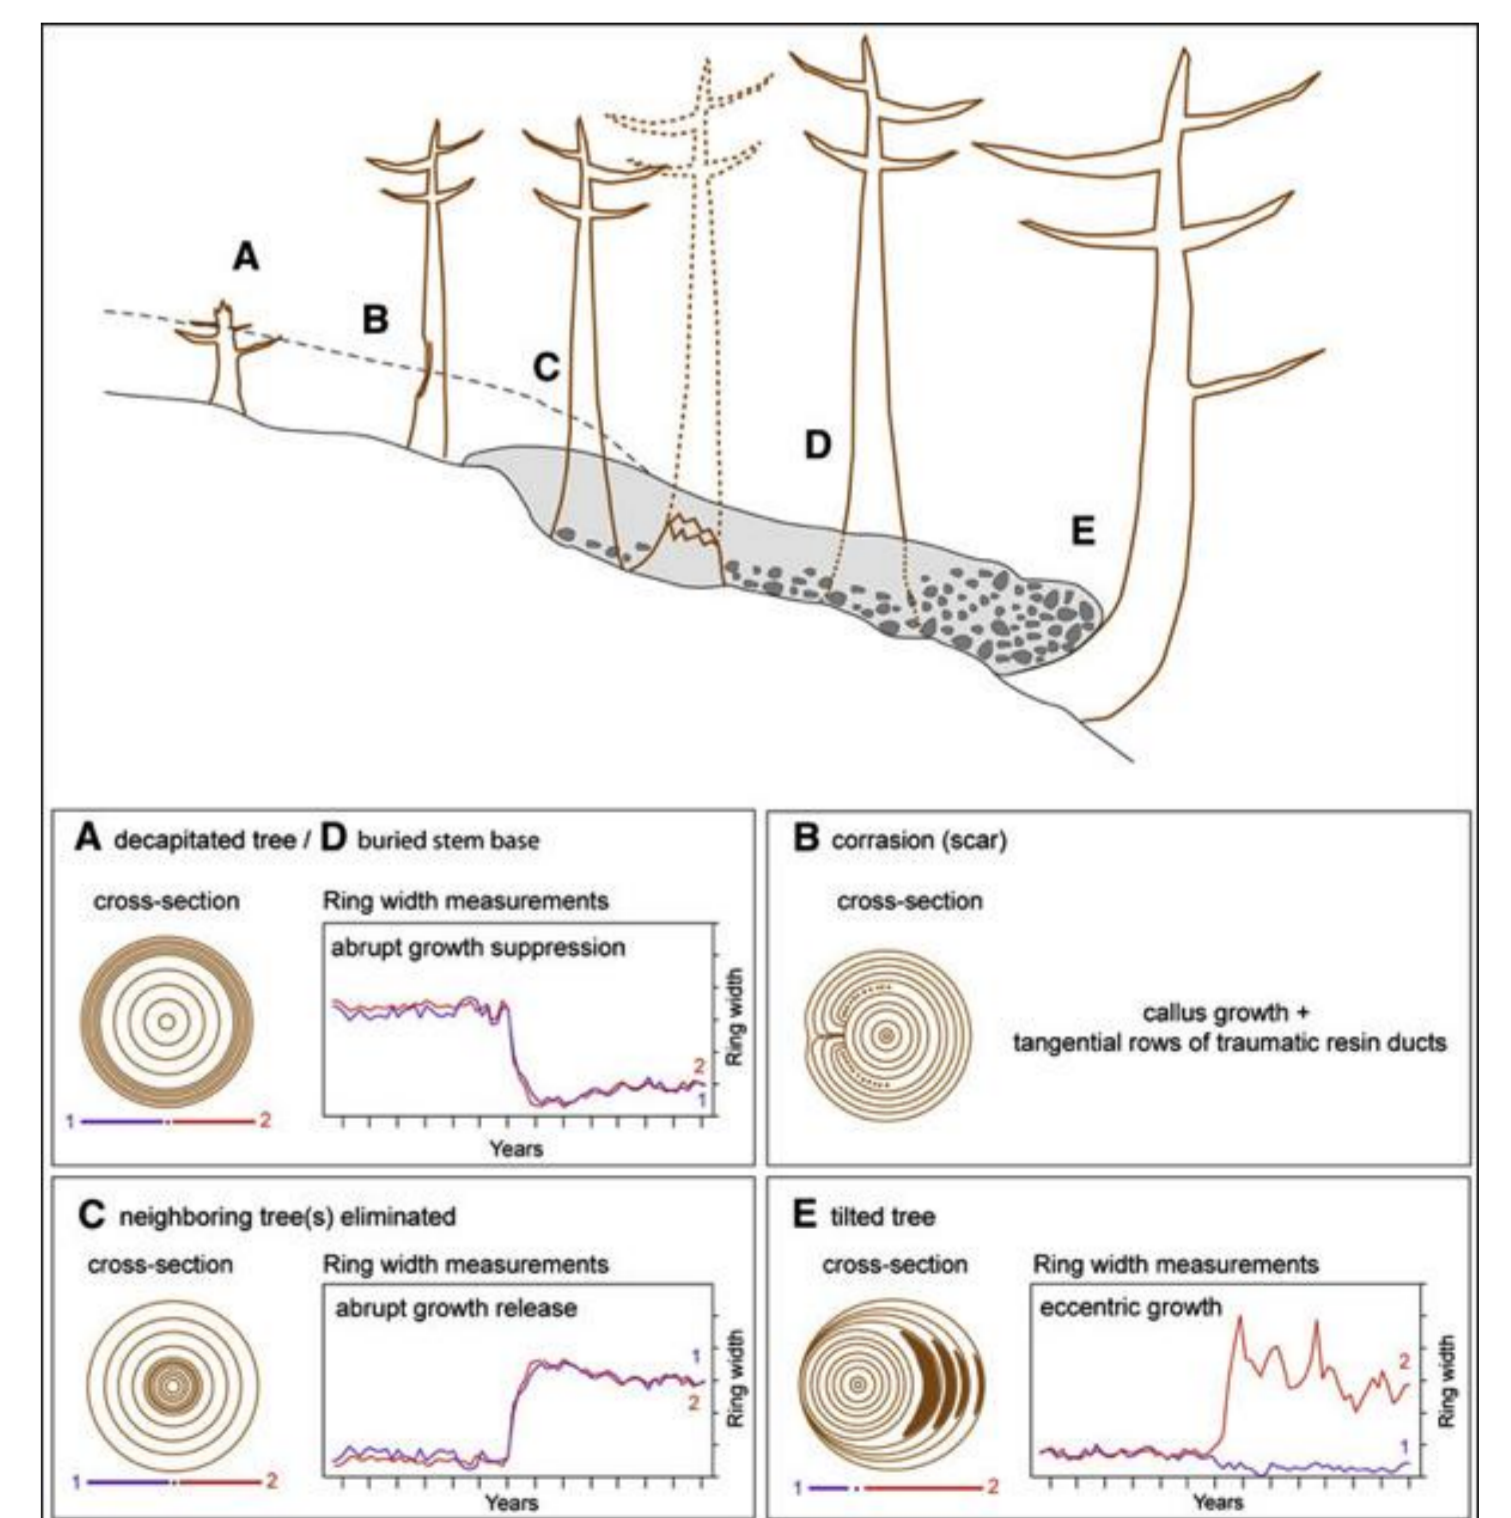 A
B
C
D
E
A decapitated tree / D buried stem base
cross-section
Ring width measurements
abrupt growth suppression
Ring width
2
1
1
2
Years
B corrasion (scar)
cross-section
callus growth +
tangential rows of traumatic resin ducts
C neighboring tree(s) eliminated
cross-section
Ring width measurements
abrupt growth release
Ring width
1
2
1
2
Years
E tilted tree
cross-section
Ring width measurements
eccentric growth
Ring width
2
1
1
2
Years